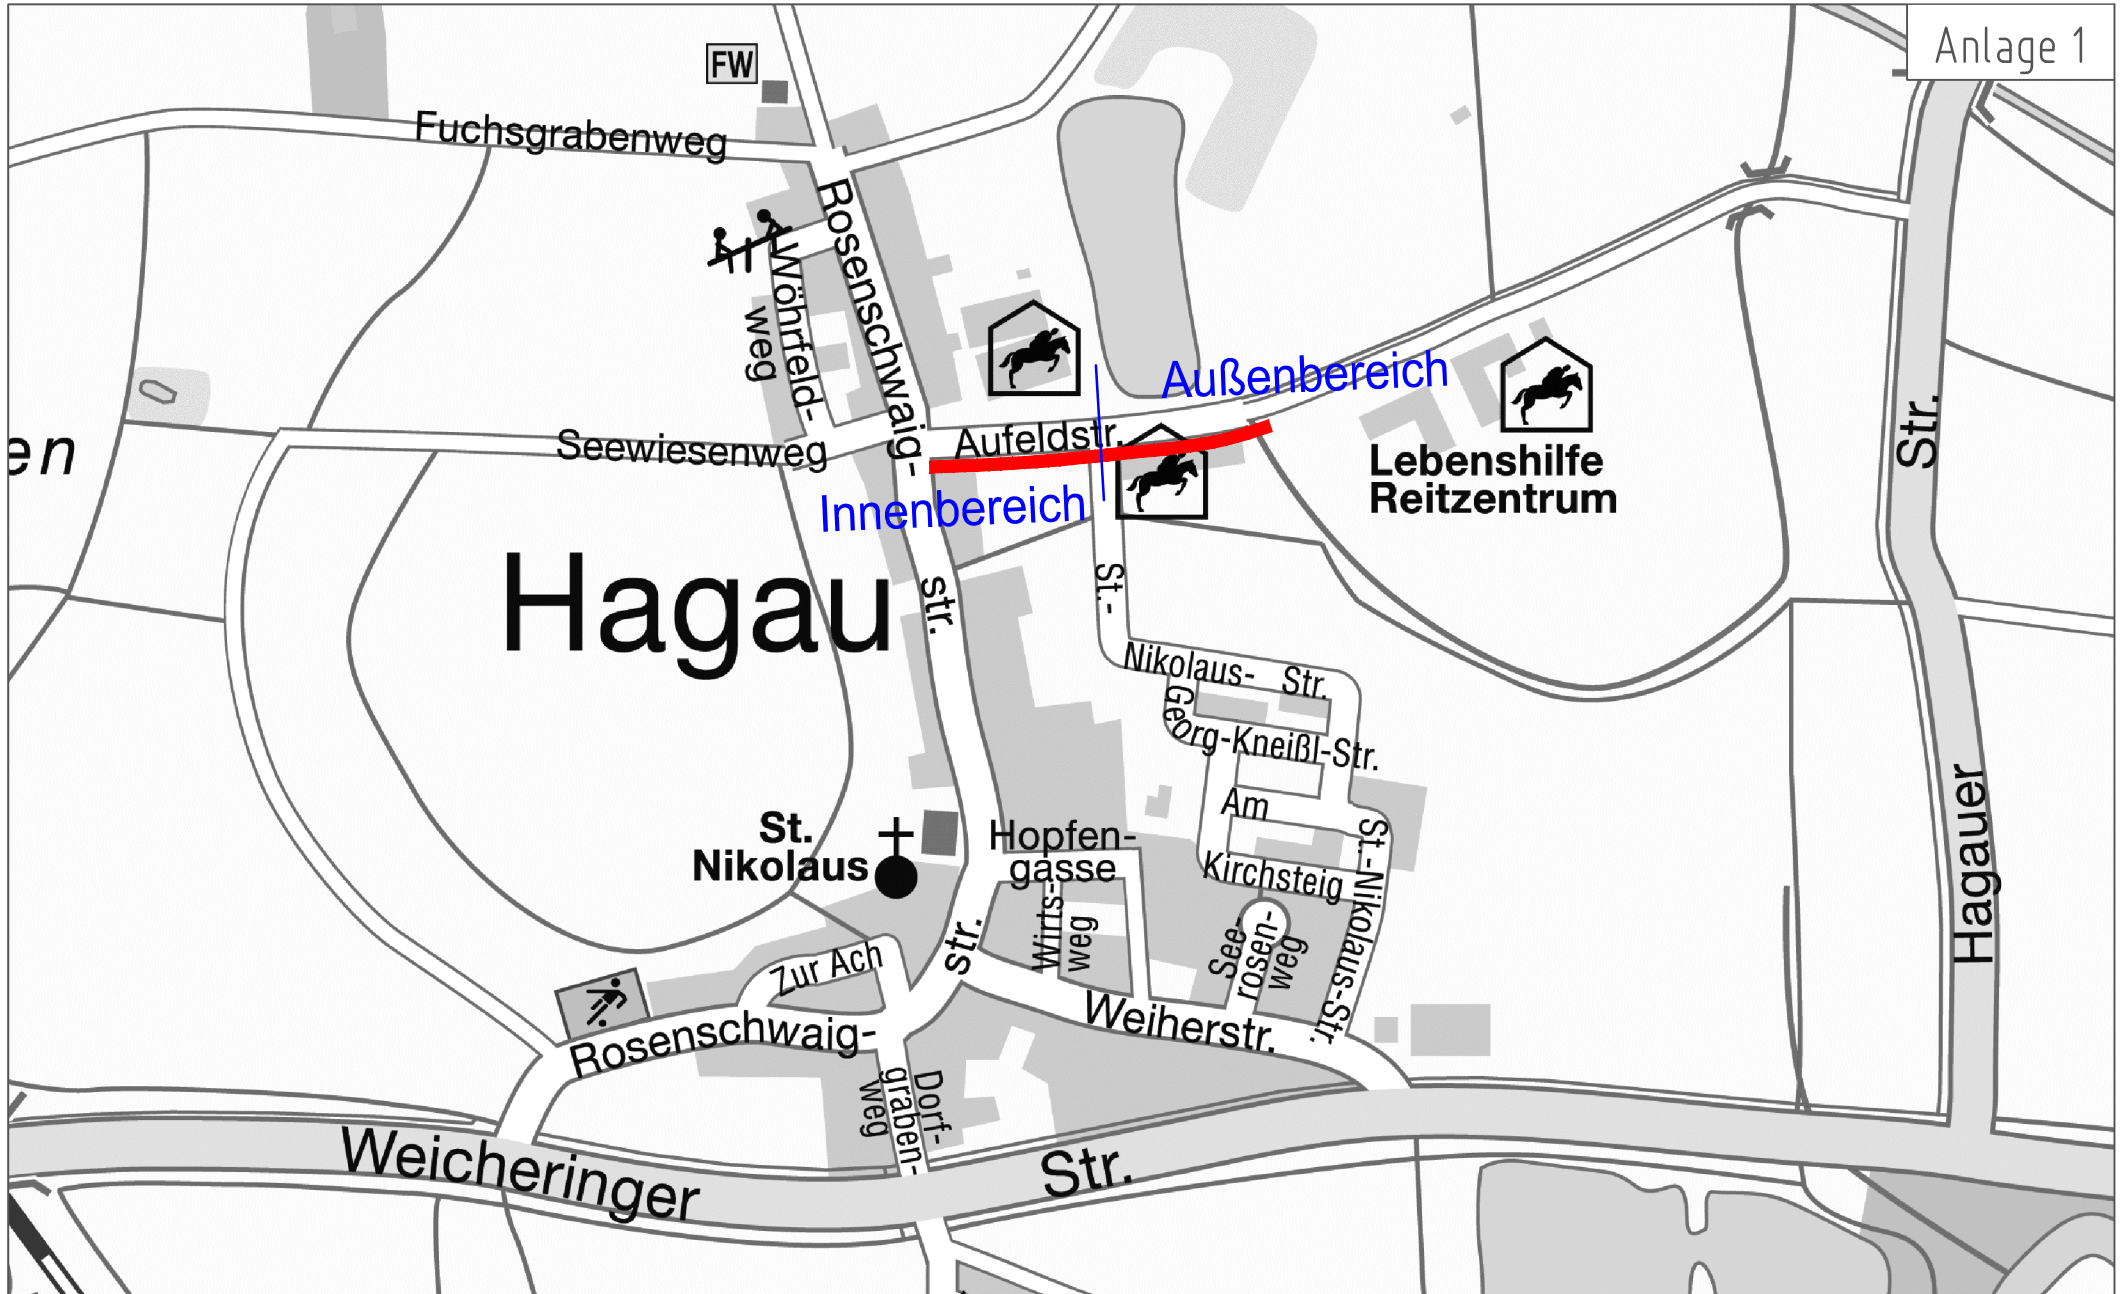 Anlage 1
FW
Fuchsgrabenweg
Rosenschwaig-
Wöhrfeld-
weg
Außenbereich
Str.
en
Seewiesenweg
Aufeldstr.
Lebenshilfe
Reitzentrum
Innenbereich
Hagau
str.
St.-
Nikolaus- Str.
Georg-Kneißl-Str.
Am
Kirchsteig
St.
Nikolaus
Hopfen-
gasse
St.-Nikolaus-Str.
Hagauer
Wirts-
weg
See-
rosen-
weg
str.
Zur Ach
Weiherstr.
Rosenschwaig-
Dorf-
graben-
weg
Weicheringer
Str.